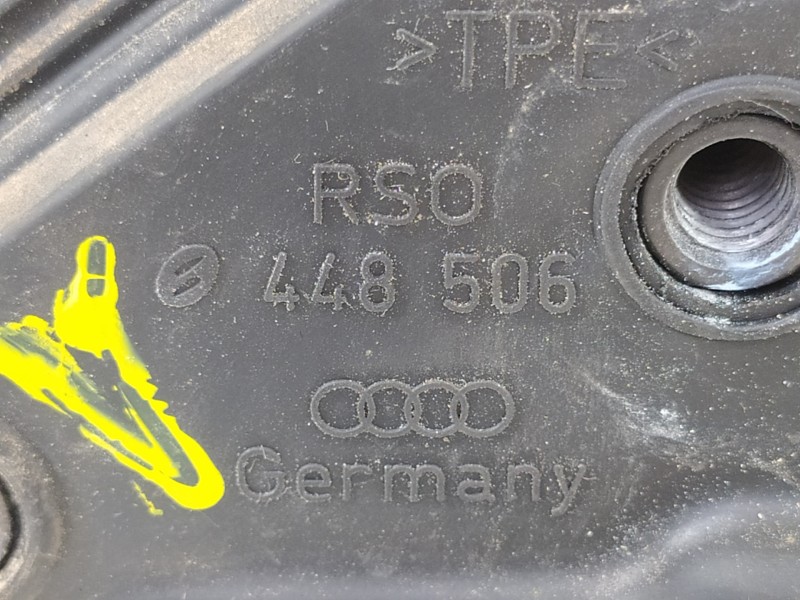 >TPE<
RSO
448 506
Germany